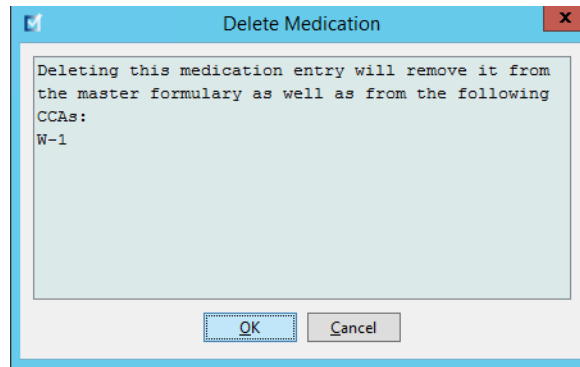 Delete Medication
x
Deleting this medication entry will remove it from
the master formulary as well as from the following
CCAs:
W-1
OK
Cancel